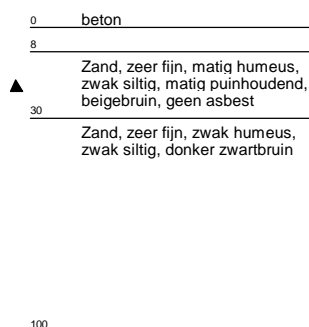 0 beton
8
Zand, zeer fijn, matig humeus,
zwak siltig, matig puinhoudend,
beigebruin, geen asbest
30
Zand, zeer fijn, zwak humeus,
zwak siltig, donker zwartbruin
100